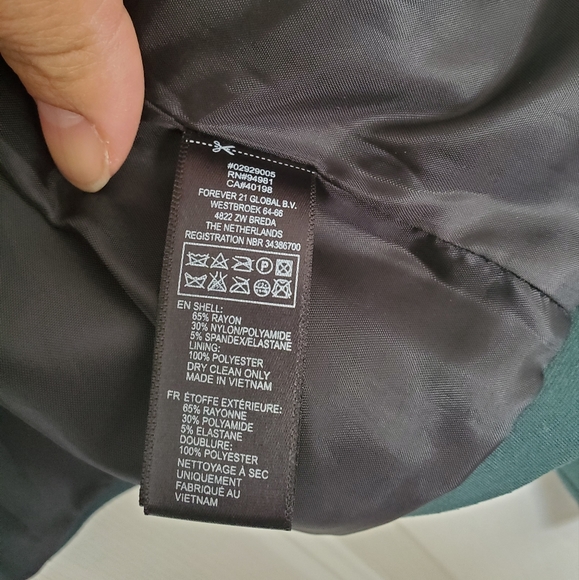 #02929005
RN#94981
CA#40198
FOREVER 21 GLOBAL B.V.
WESTBROEK 64-66
4822 ZW BREDA
THE NETHERLANDS
REGISTRATION NBR 34386700
P
EN SHELL:
65% RAYON
30% NYLON/POLYAMIDE
5% SPANDEX/ELASTANE
LINING:
100% POLYESTER
DRY CLEAN ONLY
MADE IN VIETNAM
FR ÉTOFFE EXTÉRIEURE:
65% RAYONNE
30% POLYAMIDE
5% ELASTANE
DOUBLURE:
100% POLYESTER
NETTOYAGE À SEC
UNIQUEMENT
FABRIQUÉ AU
VIETNAM